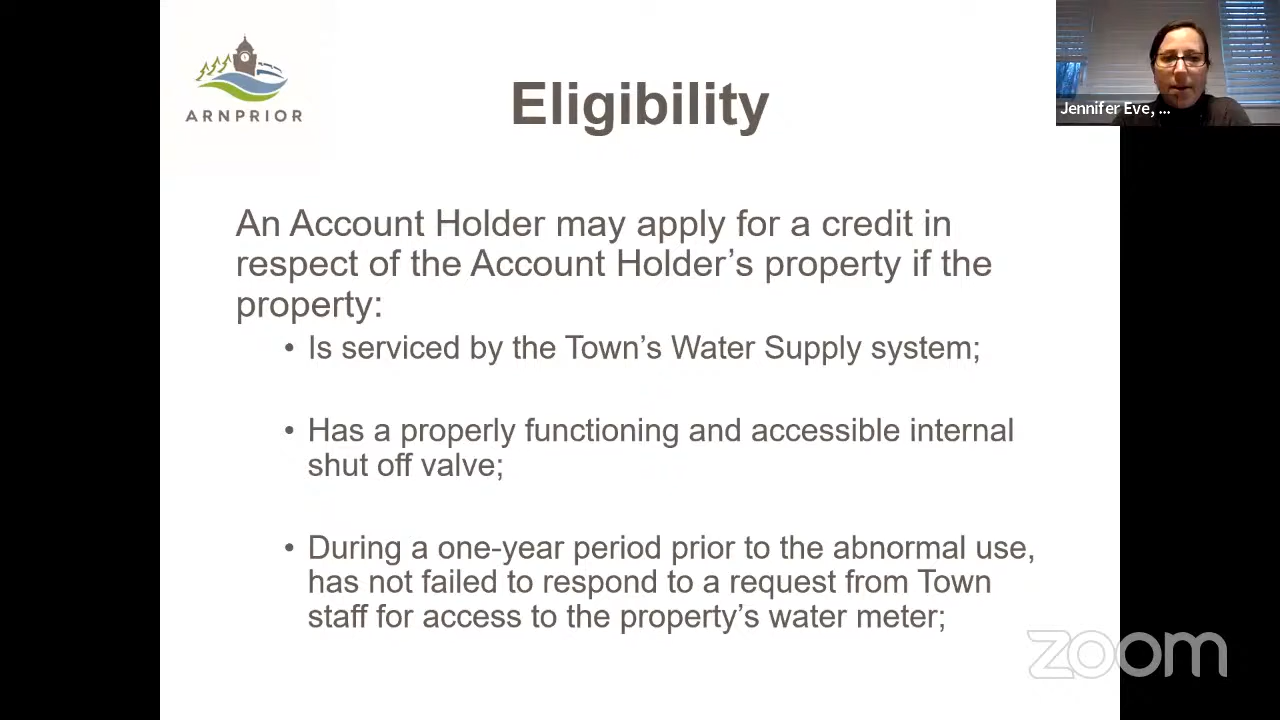 ARNPRIOR
Eligibility
Jennifer Eve, ...
An Account Holder may apply for a credit in
respect of the Account Holder’s property if the
property:
• Is serviced by the Town’s Water Supply system;
• Has a properly functioning and accessible internal
shut off valve;
• During a one-year period prior to the abnormal use,
has not failed to respond to a request from Town
staff for access to the property’s water meter;
zoom